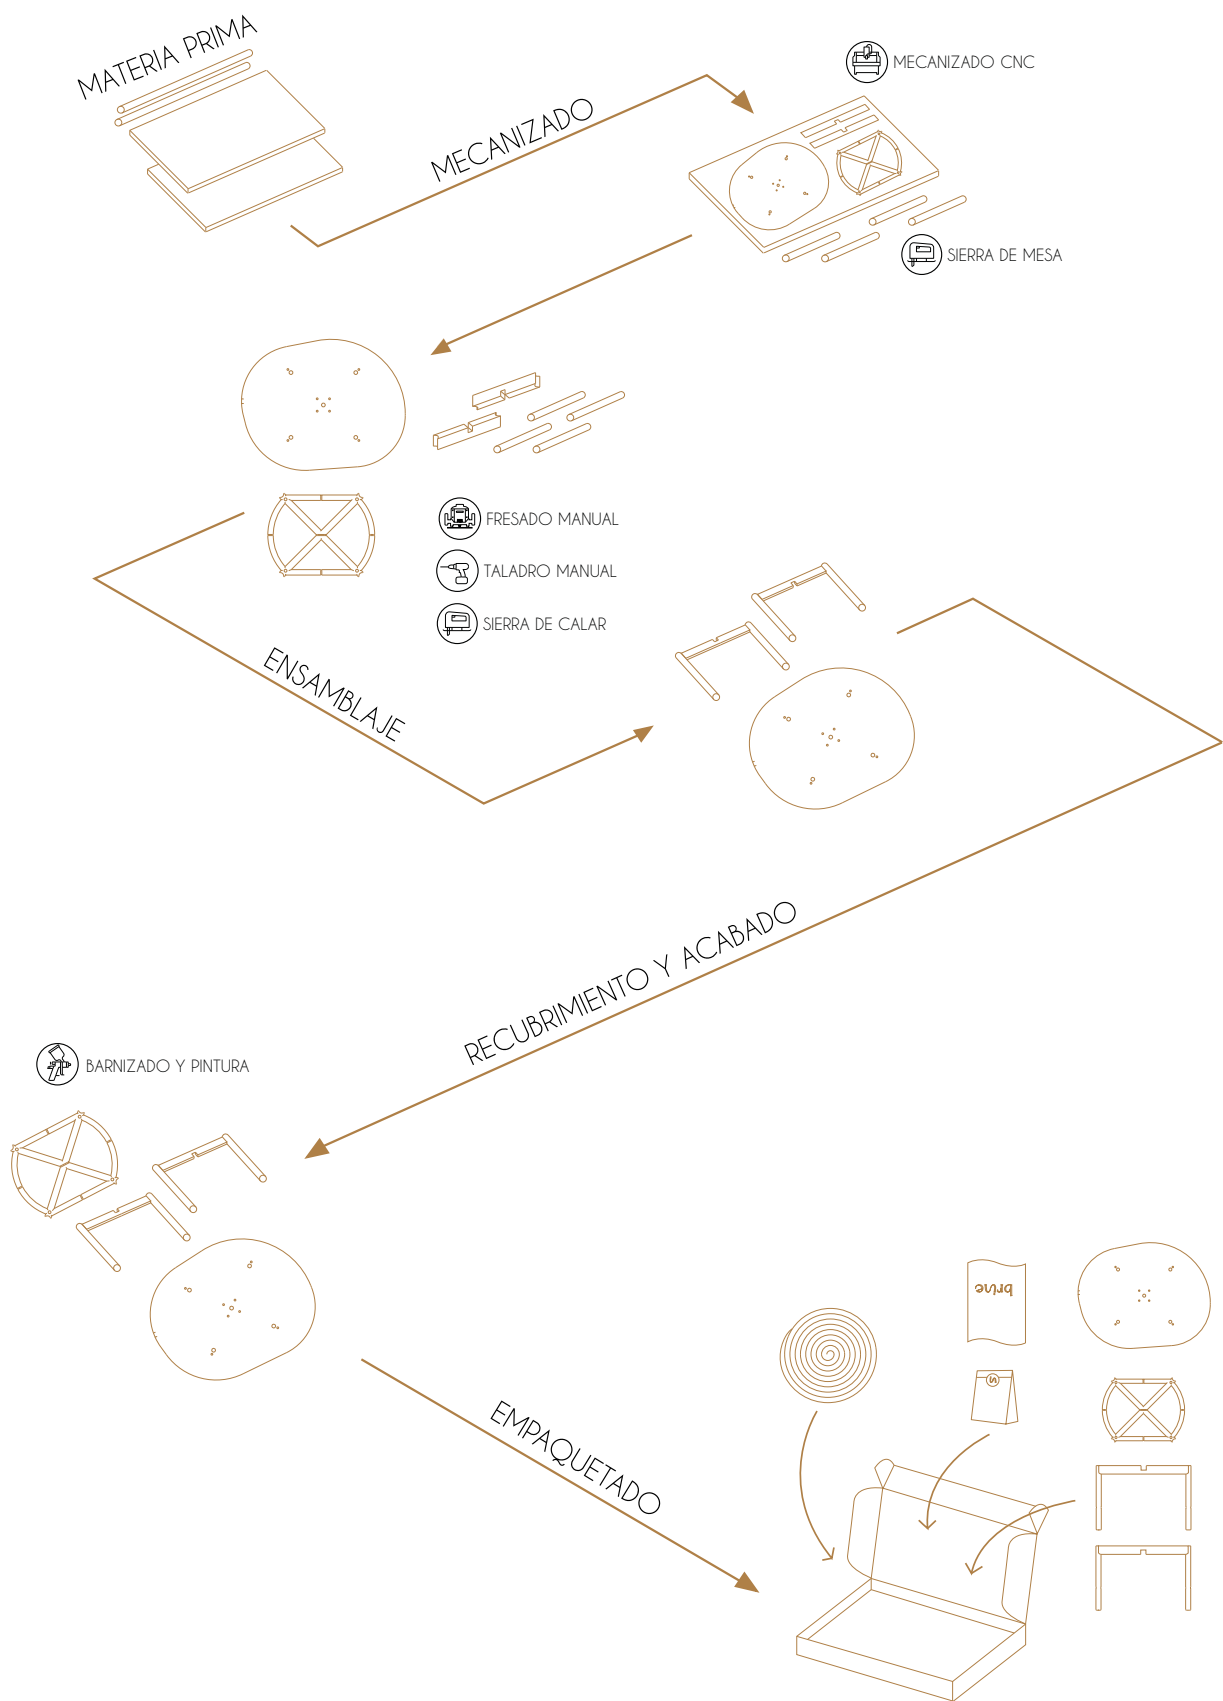 MATERIA PRIMA
MECANIZADO
MECANIZADO CNC
SIERRA DE MESA
FRESADO MANUAL
TALADRO MANUAL
SIERRA DE CALAR
ENSAMBLAJE
RECUBRIMIENTO Y ACABADO
BARNIZADO Y PINTURA
EMPAQUETADO